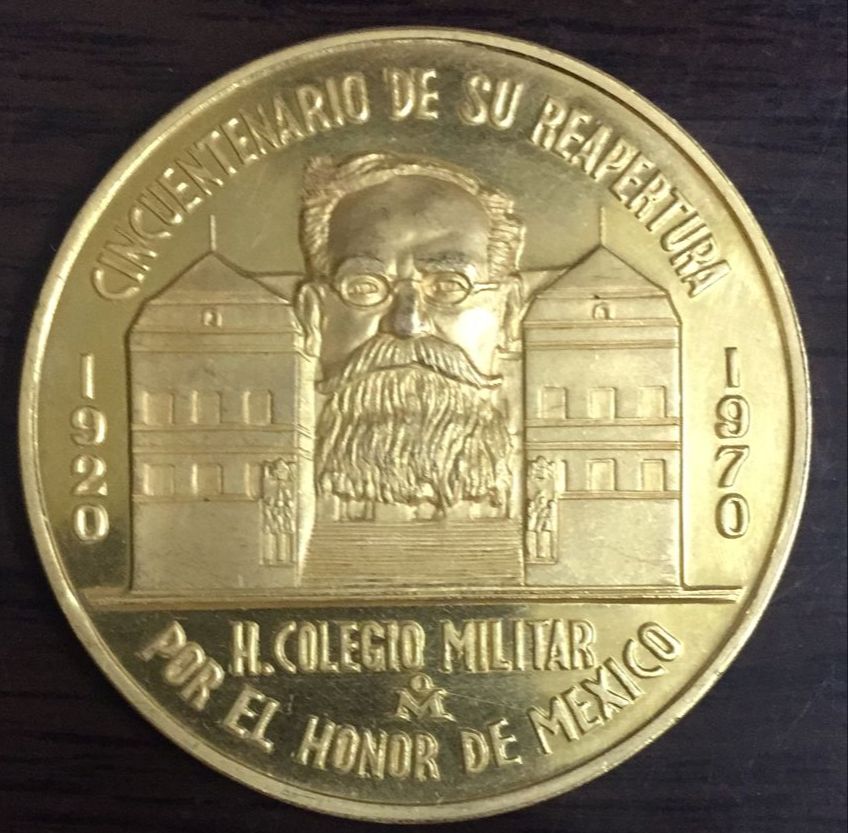 CINCUENTENARIO DE SU REAPERTURA
1920
1970
H. COLEGIO MILITAR
POR EL HONOR DE MEXICO